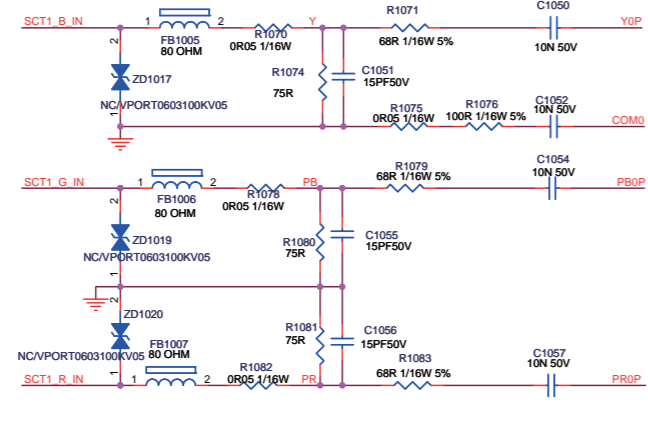 SCT1_B_IN 1 2 Y R1071 C1050 Y0P
FB1005 R1070 68R 1/16W 5% 10N 50V
80 OHM 0R05 1/16W
2
ZD1017 R1074 C1051
15PF50V
75R
NC/VPORT0603100KV05 R1075 R1076 C1052
1 0R05 1/16W 100R 1/16W 5% 10N 50V
COM0
SCT1_G_IN 1 2 PB R1079 C1054 PB0P
68R 1/16W 5% 10N 50V
FB1006 R1078
80 OHM 0R05 1/16W
2
ZD1019 R1080 C1055
NC/VPORT0603100KV05 75R 15PF50V
1
2
ZD1020 R1081 C1056
NC/VPORT0603100KV05 FB1007 75R 15PF50V
80 OHM
1 R1082 R1083 C1057
SCT1_R_IN 1 2 0R05 1/16W PR 68R 1/16W 5% 10N 50V PR0P